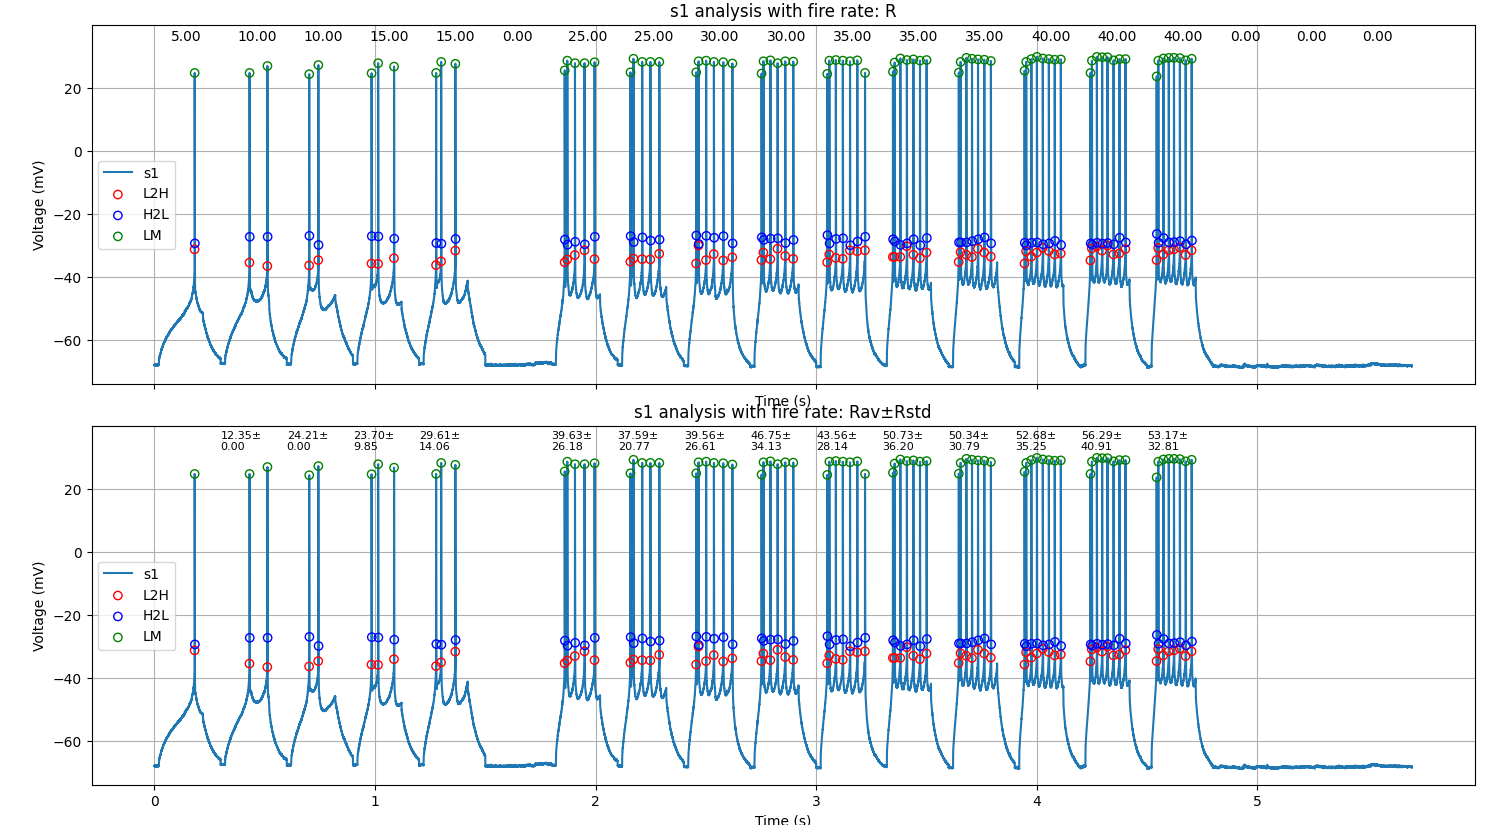 s1 analysis with fire rate: R
5.00 10.00 10.00 15.00 15.00 0.00 25.00 25.00 30.00 30.00 35.00 35.00 35.00 40.00 40.00 40.00 0.00 0.00 0.00
20
0
−20
−40
−60
Voltage (mV)
s1
L2H
H2L
LM
Time (s)
s1 analysis with fire rate: Rav±Rstd
12.35± 24.21± 23.70± 29.61± 39.63± 37.59± 39.56± 46.75± 43.56± 50.73± 50.34± 52.68± 56.29± 53.17±
0.00 0.00 9.85 14.06 26.18 20.77 26.61 34.13 28.14 36.20 30.79 35.25 40.91 32.81
20
0
−20
−40
−60
Voltage (mV)
s1
L2H
H2L
LM
0 1 2 3 4 5
Time (s)